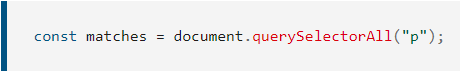 const matches = document.querySelectorAll("p");